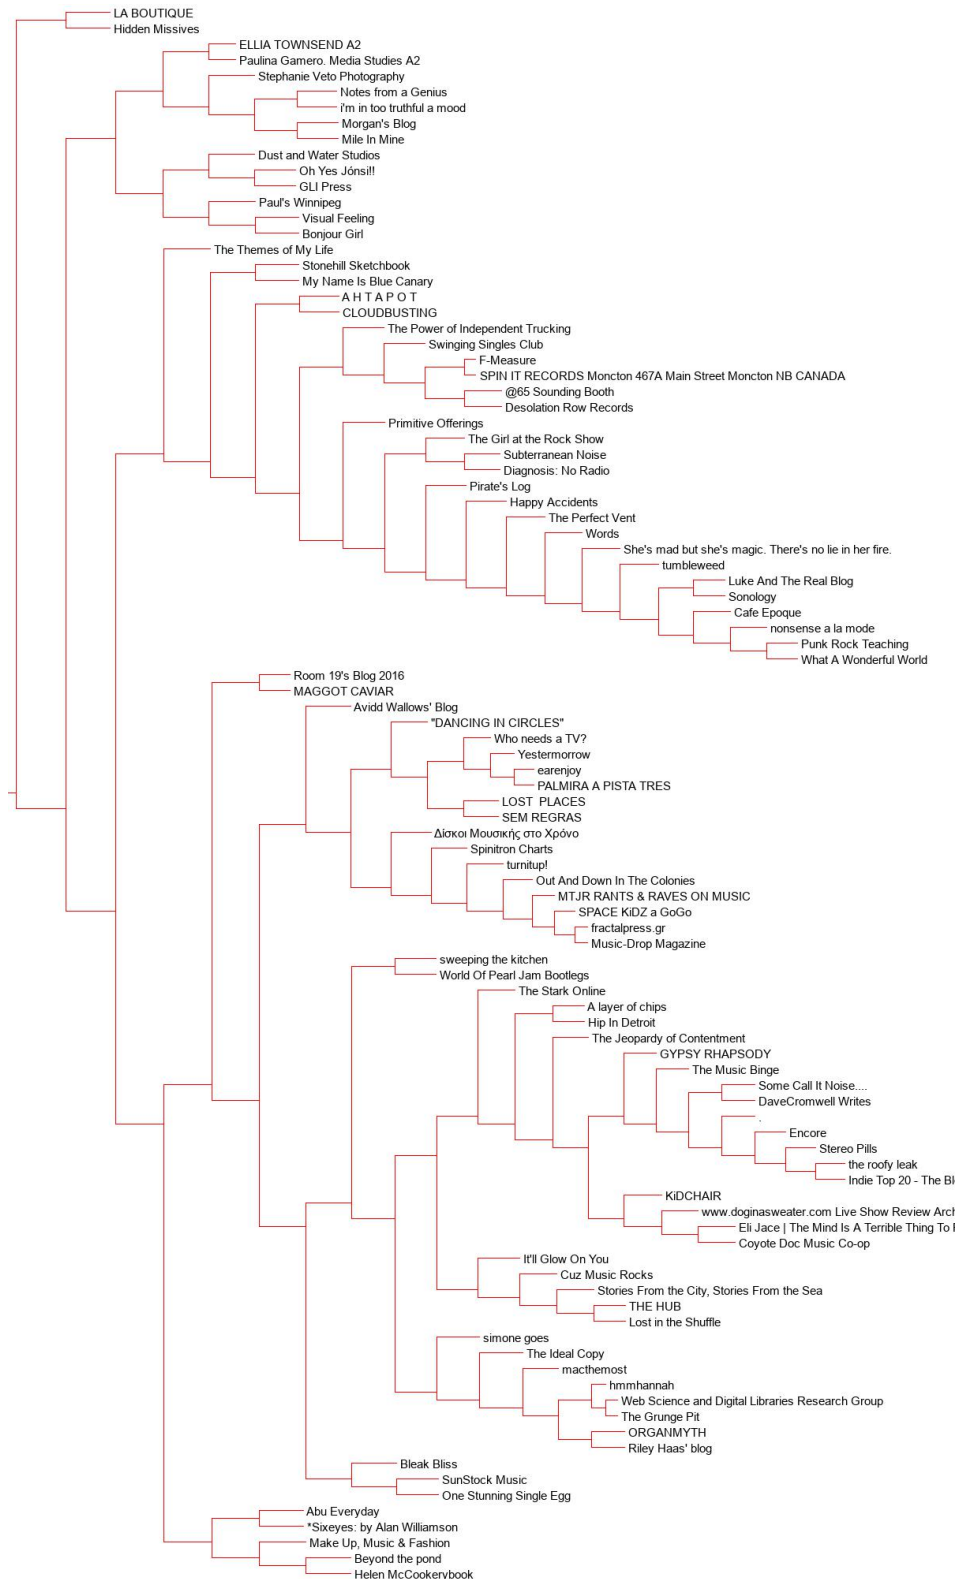 LA BOUTIQUE
Hidden Missives
ELLIA TOWNSEND A2
Paulina Gamero. Media Studies A2
Stephanie Veto Photography
Notes from a Genius
i'm in too truthful a mood
Morgan's Blog
Mile In Mine
Dust and Water Studios
Oh Yes Jónsi!!
GLI Press
Paul's Winnipeg
Visual Feeling
Bonjour Girl
The Themes of My Life
Stonehill Sketchbook
My Name Is Blue Canary
A H T A P O T
CLOUDBUSTING
The Power of Independent Trucking
Swinging Singles Club
F-Measure
SPIN IT RECORDS Moncton 467A Main Street Moncton NB CANADA
@65 Sounding Booth
Desolation Row Records
Primitive Offerings
The Girl at the Rock Show
Subterranean Noise
Diagnosis: No Radio
Pirate's Log
Happy Accidents
The Perfect Vent
Words
She's mad but she's magic. There's no lie in her fire.
tumbleweed
Luke And The Real Blog
Sonology
Cafe Epoque
nonsense a la mode
Punk Rock Teaching
What A Wonderful World
Room 19's Blog 2016
MAGGOT CAVIAR
Avidd Wallows' Blog
"DANCING IN CIRCLES"
Who needs a TV?
Yestermorrow
earenjoy
PALMIRA A PISTA TRES
LOST  PLACES
SEM REGRAS
Δίσκοι Μουσικής στο Χρόνο
Spinitron Charts
turnitup!
Out And Down In The Colonies
MTJR RANTS & RAVES ON MUSIC
SPACE KiDZ a GoGo
fractalpress.gr
Music-Drop Magazine
sweeping the kitchen
World Of Pearl Jam Bootlegs
The Stark Online
A layer of chips
Hip In Detroit
The Jeopardy of Contentment
GYPSY RHAPSODY
The Music Binge
Some Call It Noise....
DaveCromwell Writes
.
Encore
Stereo Pills
the roofy leak
Indie Top 20 - The Bl
KiDCHAIR
www.doginasweater.com Live Show Review Arch
Eli Jace | The Mind Is A Terrible Thing To
Coyote Doc Music Co-op
It'll Glow On You
Cuz Music Rocks
Stories From the City, Stories From the Sea
THE HUB
Lost in the Shuffle
simone goes
The Ideal Copy
macthemost
hmmhannah
Web Science and Digital Libraries Research Group
The Grunge Pit
ORGANMYTH
Riley Haas' blog
Bleak Bliss
SunStock Music
One Stunning Single Egg
Abu Everyday
*Sixeyes: by Alan Williamson
Make Up, Music & Fashion
Beyond the pond
Helen McCookerybook